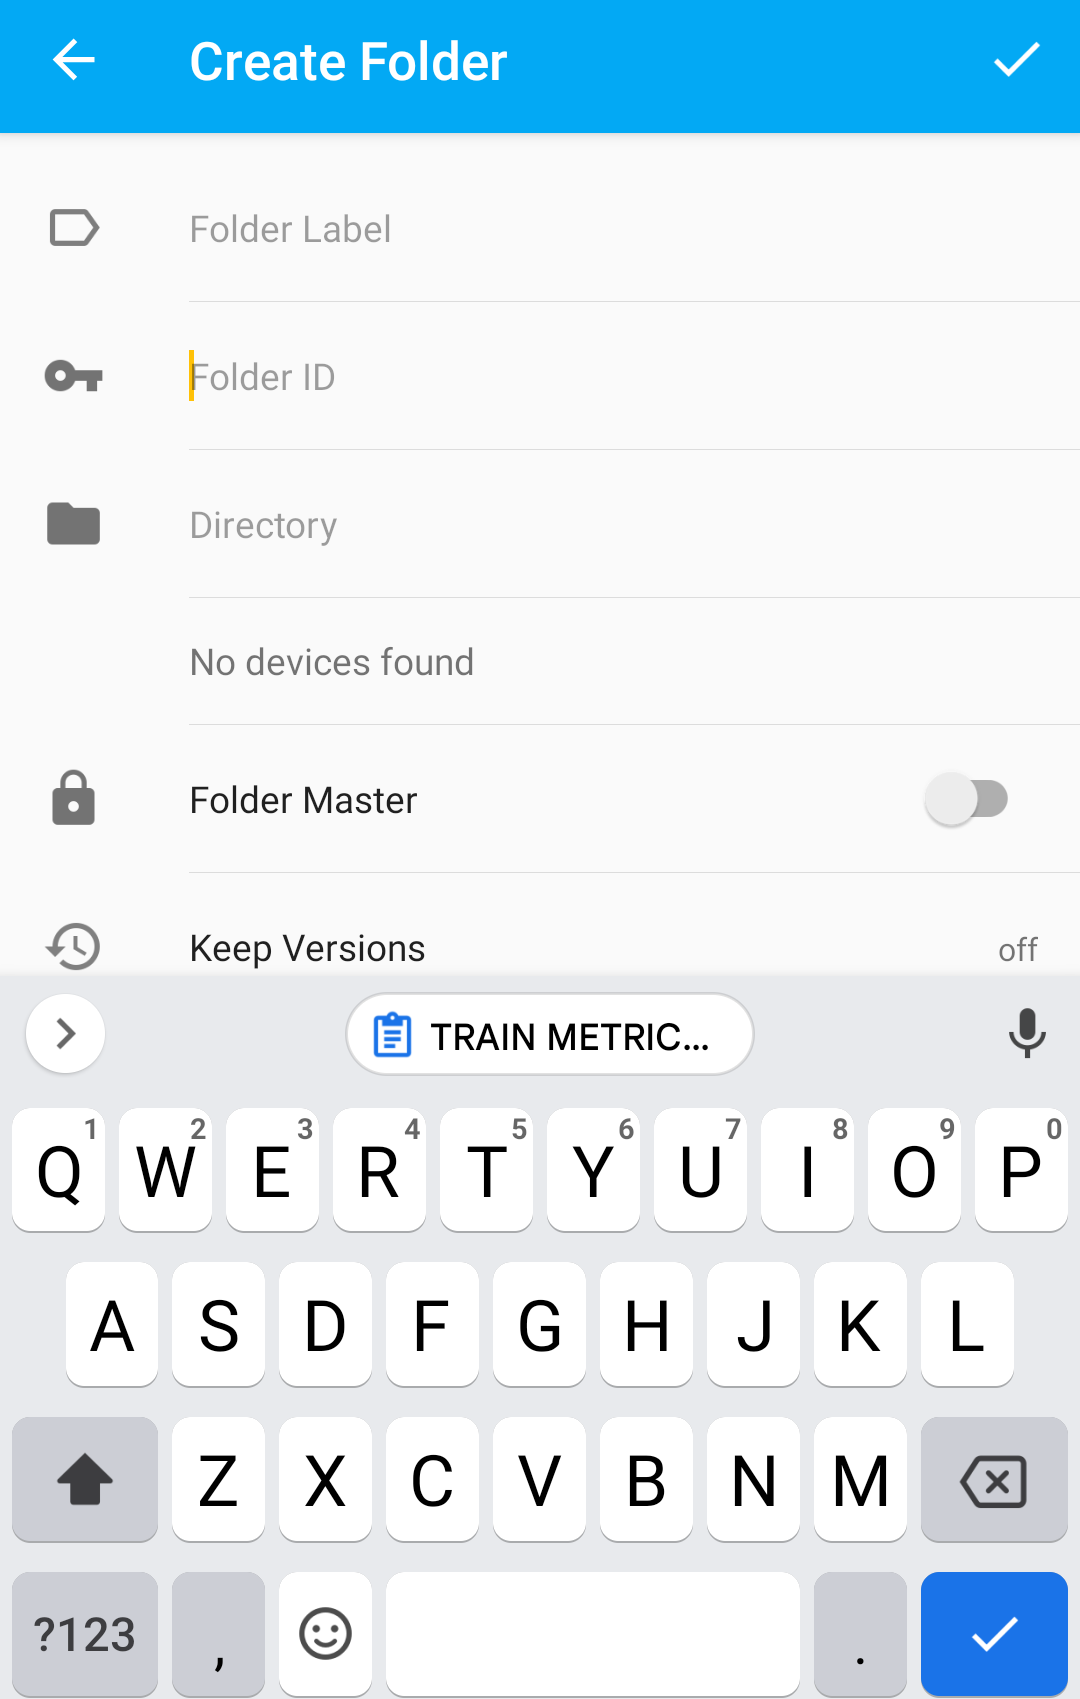 Create Folder
Folder Label
Folder ID
Directory
No devices found
Folder Master
Keep Versions off
TRAIN METRIC...
1 2 3 4 5 6 7 8 9 0
Q W E R T Y U I O P
A S D F G H J K L
Z X C V B N M
?123 , .